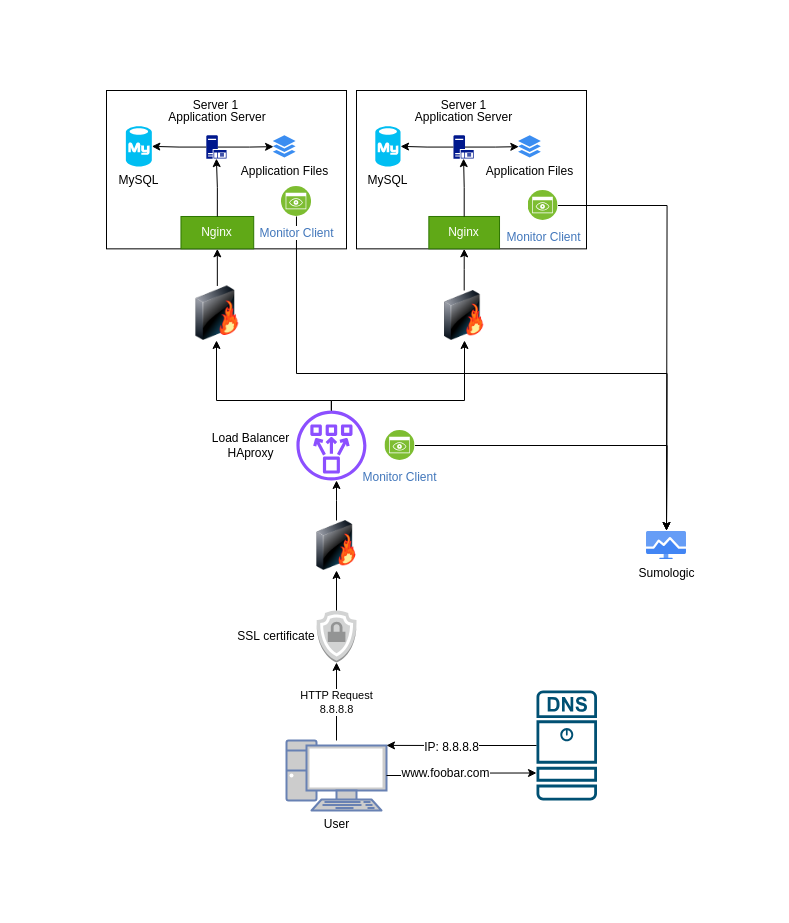 Server 1
Application Server
My
MySQL
Application Files
Nginx
Monitor Client
Server 1
Application Server
My
MySQL
Application Files
Nginx
Monitor Client
Load Balancer
HAproxy
Monitor Client
Sumologic
SSL certificate
HTTP Request
8.8.8.8
DNS
IP: 8.8.8.8
www.foobar.com
User